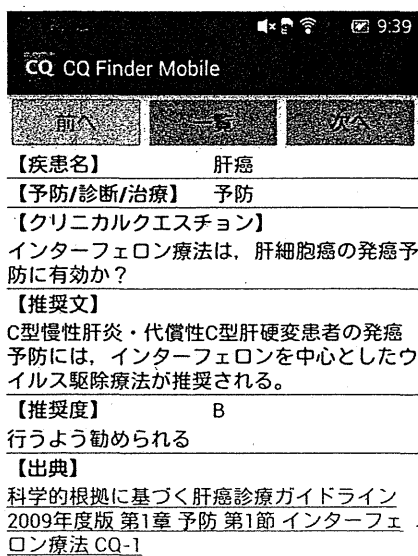 9:39
CQ CQ Finder Mobile
前へ 一覧 次へ
【疾患名】 肝癌
【予防/診断/治療】 予防
【クリニカルクエスチョン】
インターフェロン療法は，肝細胞癌の発癌予
防に有効か？
【推奨文】
C型慢性肝炎・代償性C型肝硬変患者の発癌
予防には，インターフェロンを中心としたウ
イルス駆除療法が推奨される。
【推奨度】 B
行うよう勧められる
【出典】
科学的根拠に基づく肝癌診療ガイドライン
2009年度版 第1章 予防 第1節 インターフェ
ロン療法 CQ-1